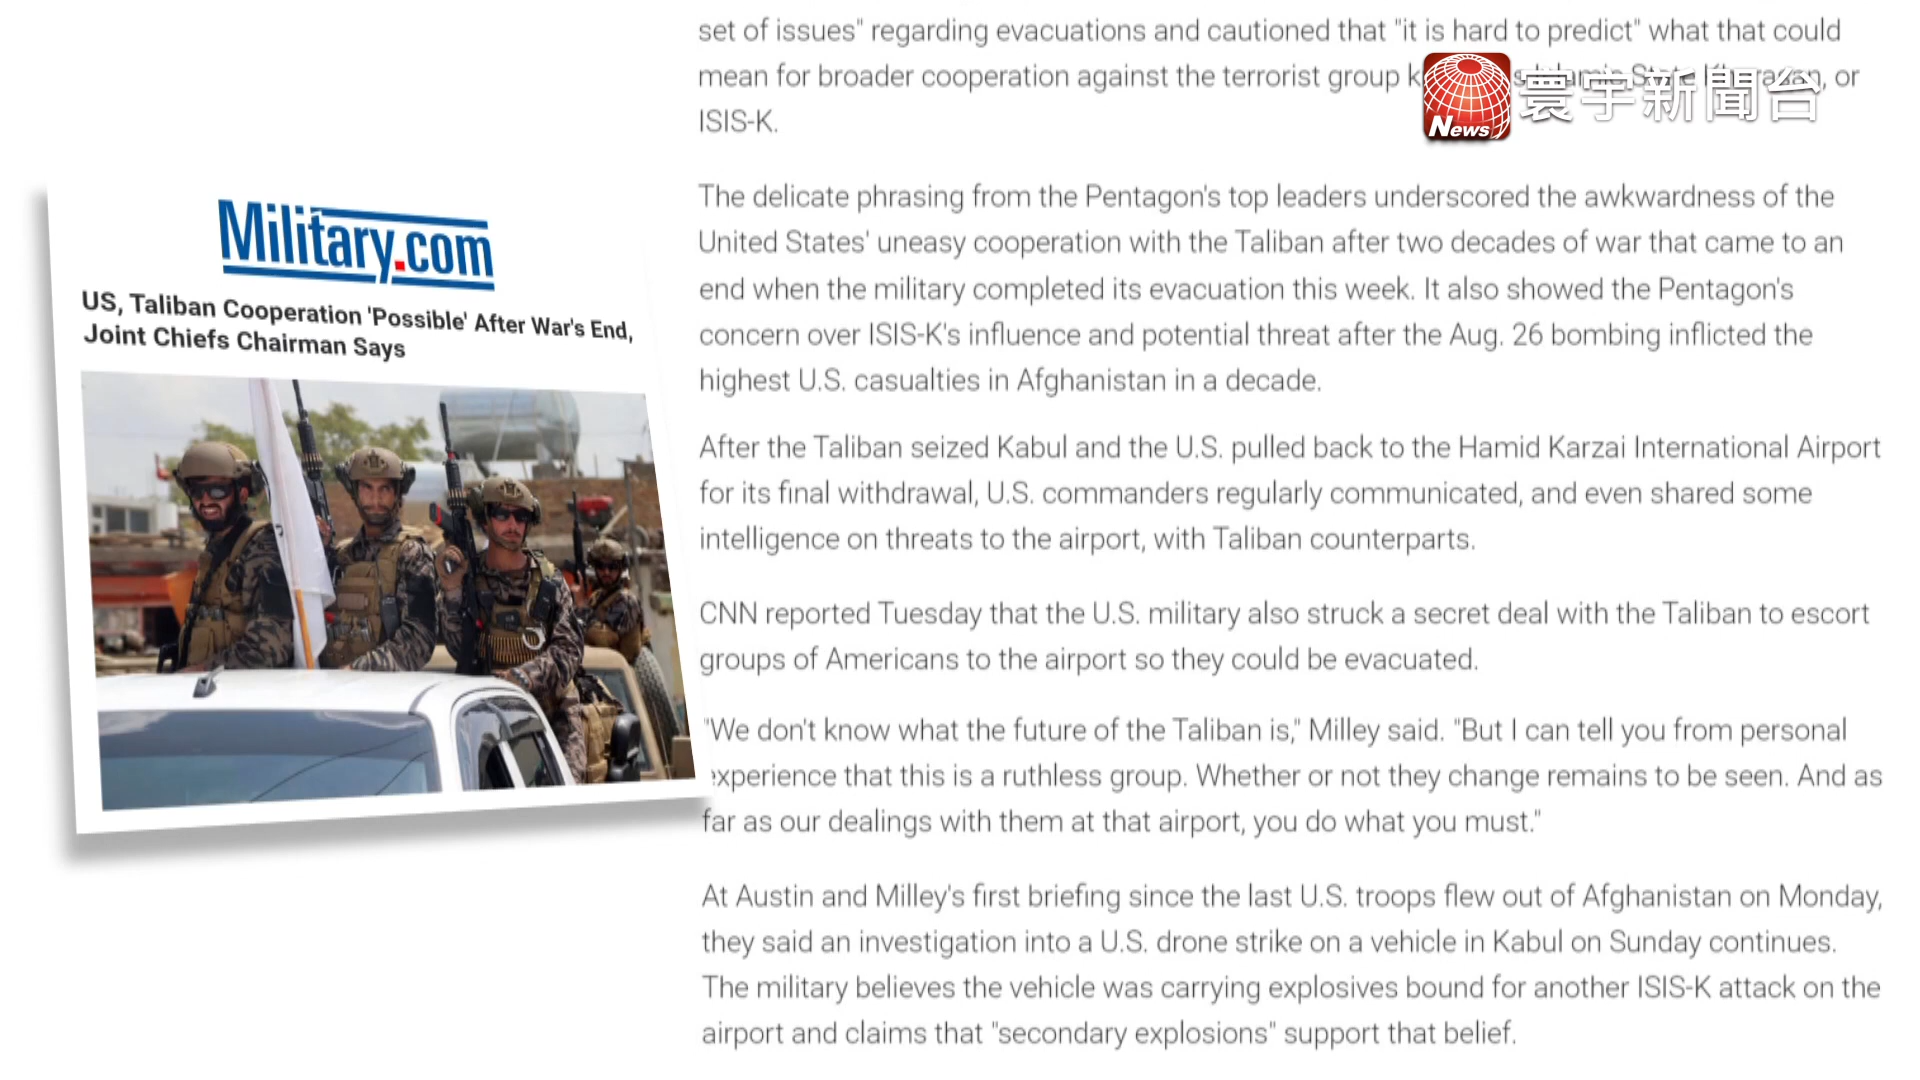 set of issues" regarding evacuations and cautioned that "it is hard to predict" what that could
mean for broader cooperation against the terrorist group or
ISIS-K.
News 寰宇新聞台
Military.com
US, Taliban Cooperation 'Possible' After War's End,
Joint Chiefs Chairman Says
The delicate phrasing from the Pentagon's top leaders underscored the awkwardness of the
United States' uneasy cooperation with the Taliban after two decades of war that came to an
end when the military completed its evacuation this week. It also showed the Pentagon's
concern over ISIS-K's influence and potential threat after the Aug. 26 bombing inflicted the
highest U.S. casualties in Afghanistan in a decade.
After the Taliban seized Kabul and the U.S. pulled back to the Hamid Karzai International Airport
for its final withdrawal, U.S. commanders regularly communicated, and even shared some
intelligence on threats to the airport, with Taliban counterparts.
CNN reported Tuesday that the U.S. military also struck a secret deal with the Taliban to escort
groups of Americans to the airport so they could be evacuated.
"We don't know what the future of the Taliban is," Milley said. "But I can tell you from personal
experience that this is a ruthless group. Whether or not they change remains to be seen. And as
far as our dealings with them at that airport, you do what you must."
At Austin and Milley's first briefing since the last U.S. troops flew out of Afghanistan on Monday,
they said an investigation into a U.S. drone strike on a vehicle in Kabul on Sunday continues.
The military believes the vehicle was carrying explosives bound for another ISIS-K attack on the
airport and claims that "secondary explosions" support that belief.